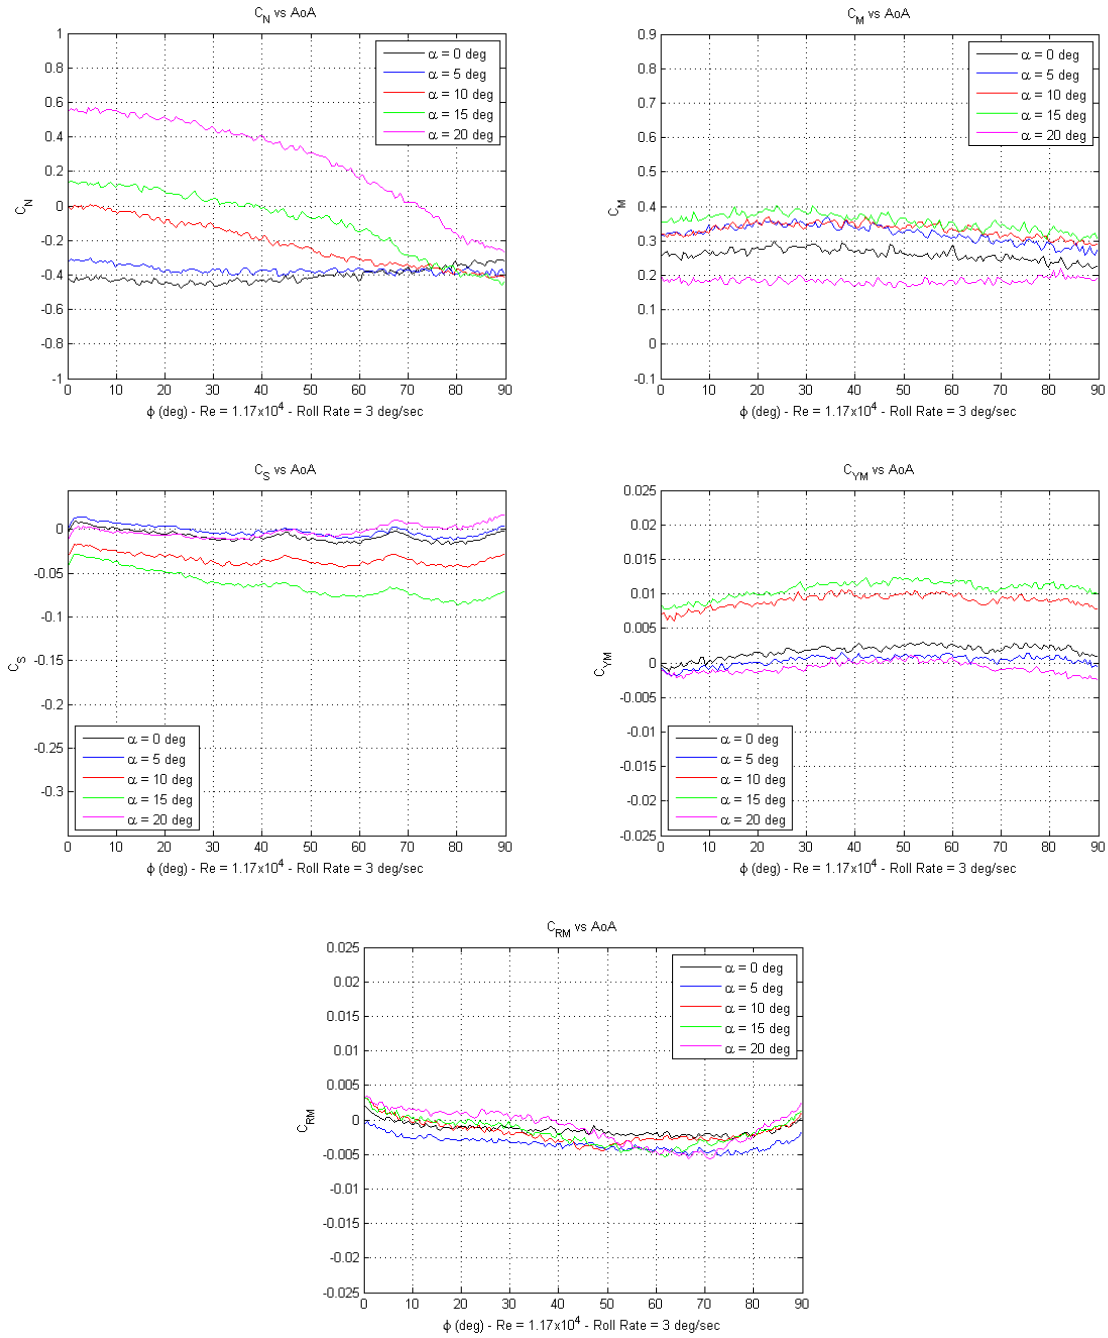 C_N vs AoA
α = 0 deg
α = 5 deg
α = 10 deg
α = 15 deg
α = 20 deg
1
0.8
0.6
0.4
0.2
0
-0.2
-0.4
-0.6
-0.8
-1
C_N
0 10 20 30 40 50 60 70 80 90
ϕ (deg) - Re = 1.17x10^4 - Roll Rate = 3 deg/sec
C_M vs AoA
α = 0 deg
α = 5 deg
α = 10 deg
α = 15 deg
α = 20 deg
0.9
0.8
0.7
0.6
0.5
0.4
0.3
0.2
0.1
0
-0.1
C_M
0 10 20 30 40 50 60 70 80 90
ϕ (deg) - Re = 1.17x10^4 - Roll Rate = 3 deg/sec
C_S vs AoA
0
-0.05
-0.1
-0.15
-0.2
-0.25
-0.3
C_S
α = 0 deg
α = 5 deg
α = 10 deg
α = 15 deg
α = 20 deg
0 10 20 30 40 50 60 70 80 90
ϕ (deg) - Re = 1.17x10^4 - Roll Rate = 3 deg/sec
C_YM vs AoA
0.025
0.02
0.015
0.01
0.005
0
-0.005
-0.01
-0.015
-0.02
-0.025
C_YM
α = 0 deg
α = 5 deg
α = 10 deg
α = 15 deg
α = 20 deg
0 10 20 30 40 50 60 70 80 90
ϕ (deg) - Re = 1.17x10^4 - Roll Rate = 3 deg/sec
C_RM vs AoA
α = 0 deg
α = 5 deg
α = 10 deg
α = 15 deg
α = 20 deg
0.025
0.02
0.015
0.01
0.005
0
-0.005
-0.01
-0.015
-0.02
-0.025
C_RM
0 10 20 30 40 50 60 70 80 90
ϕ (deg) - Re = 1.17x10^4 - Roll Rate = 3 deg/sec